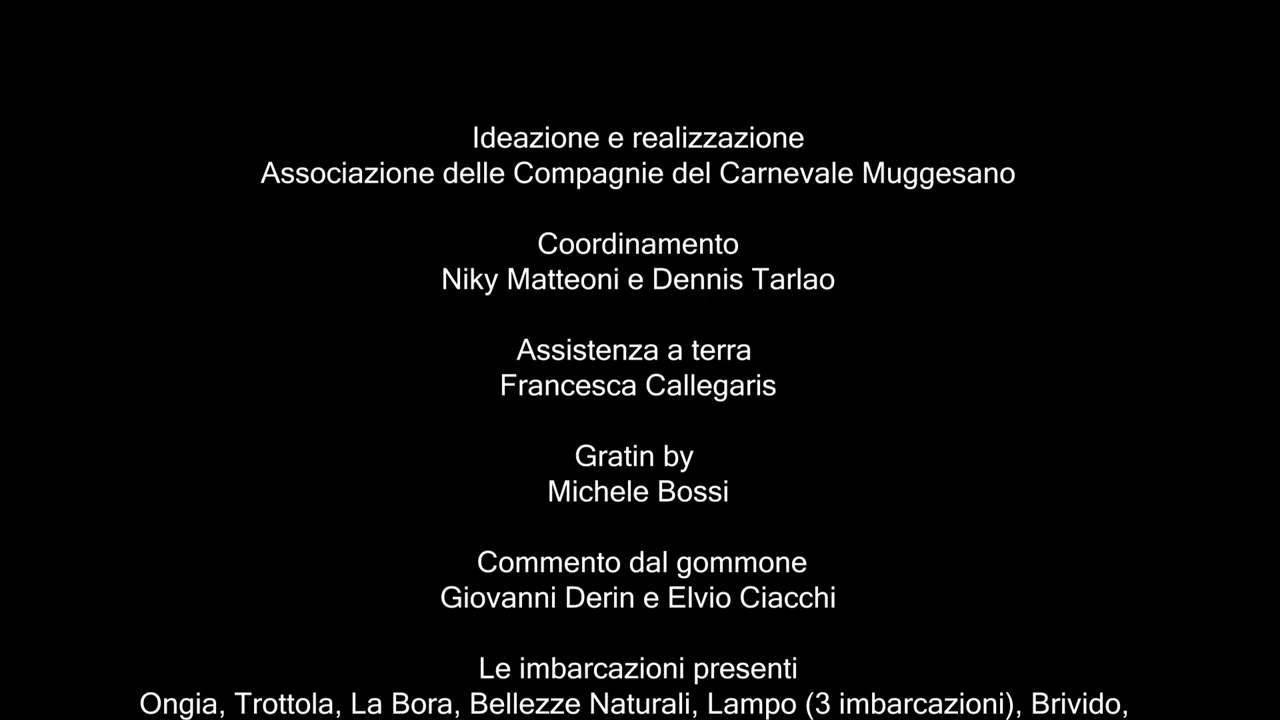 Ideazione e realizzazione
Associazione delle Compagnie del Carnevale Muggesano
Coordinamento
Niky Matteoni e Dennis Tarlao
Assistenza a terra
Francesca Callegaris
Gratin by
Michele Bossi
Commento dal gommone
Giovanni Derin e Elvio Ciacchi
Le imbarcazioni presenti
Ongia, Trottola, La Bora, Bellezze Naturali, Lampo (3 imbarcazioni), Brivido,